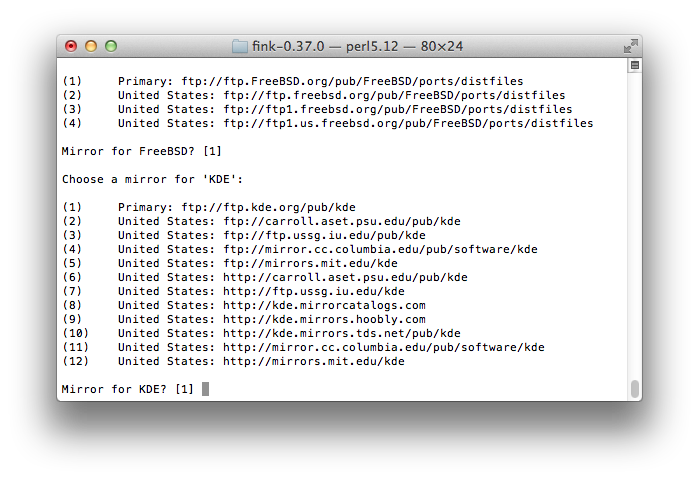 fink-0.37.0 — perl5.12 — 80×24
(1) Primary: ftp://ftp.FreeBSD.org/pub/FreeBSD/ports/distfiles
(2) United States: ftp://ftp.freebsd.org/pub/FreeBSD/ports/distfiles
(3) United States: ftp://ftp1.freebsd.org/pub/FreeBSD/ports/distfiles
(4) United States: ftp://ftp1.us.freebsd.org/pub/FreeBSD/ports/distfiles
Mirror for FreeBSD? [1]
Choose a mirror for 'KDE':
(1) Primary: ftp://ftp.kde.org/pub/kde
(2) United States: ftp://carroll.aset.psu.edu/pub/kde
(3) United States: ftp://ftp.ussg.iu.edu/pub/kde
(4) United States: ftp://mirror.cc.columbia.edu/pub/software/kde
(5) United States: ftp://mirrors.mit.edu/kde
(6) United States: http://carroll.aset.psu.edu/pub/kde
(7) United States: http://ftp.ussg.iu.edu/kde
(8) United States: http://kde.mirrorcatalogs.com
(9) United States: http://kde.mirrors.hoobly.com
(10) United States: http://kde.mirrors.tds.net/pub/kde
(11) United States: http://mirror.cc.columbia.edu/pub/software/kde
(12) United States: http://mirrors.mit.edu/kde
Mirror for KDE? [1]